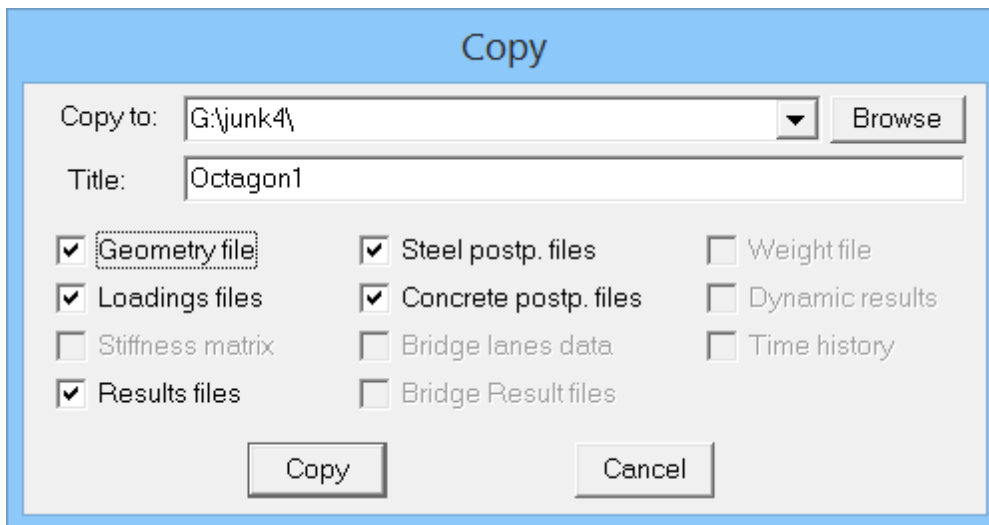 Copy
Copy to: G:\junk4\ Browse
Title: Octagon1
Geometry file Steel postp. files Weight file
Loadings files Concrete postp. files Dynamic results
Stiffness matrix Bridge lanes data Time history
Results files Bridge Result files
Copy Cancel